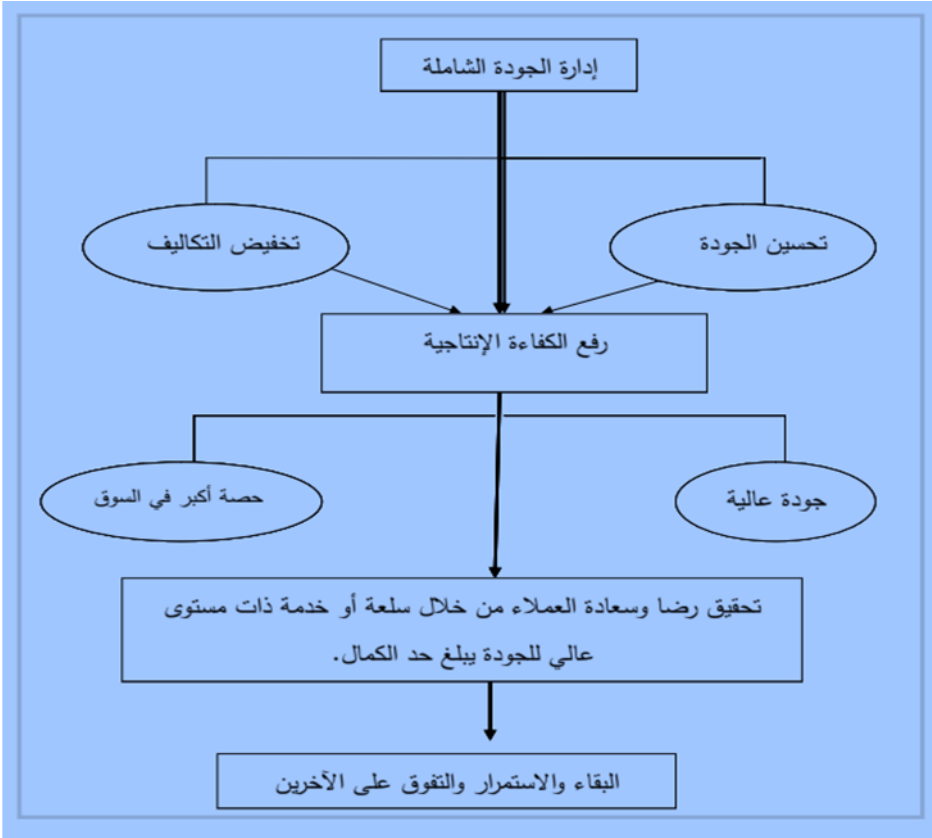 إدارة الجودة الشاملة
تحسين الجودة
تخفيض التكاليف
رفع الكفاءة الإنتاجية
جودة عالية
حصة أكبر في السوق
تحقيق رضا وسعادة العملاء من خلال سلعة أو خدمة ذات مستوى
عالي للجودة يبلغ حد الكمال.
البقاء والاستمرار والتفوق على الآخرين